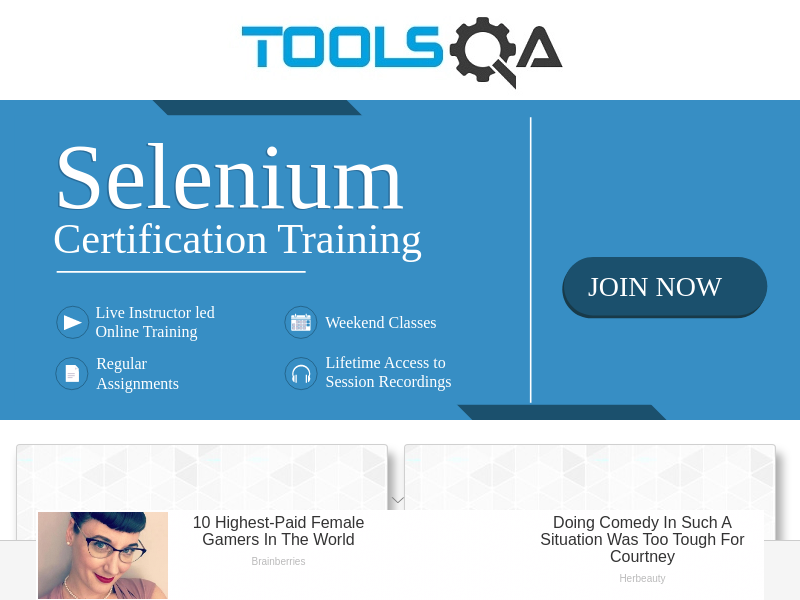 TOOLSQA
Selenium
Certification Training
JOIN NOW
Live Instructor led
Online Training
Weekend Classes
Regular
Assignments
Lifetime Access to
Session Recordings
10 Highest-Paid Female
Gamers In The World
Brainberries
Doing Comedy In Such A
Situation Was Too Tough For
Courtney
Herbeauty